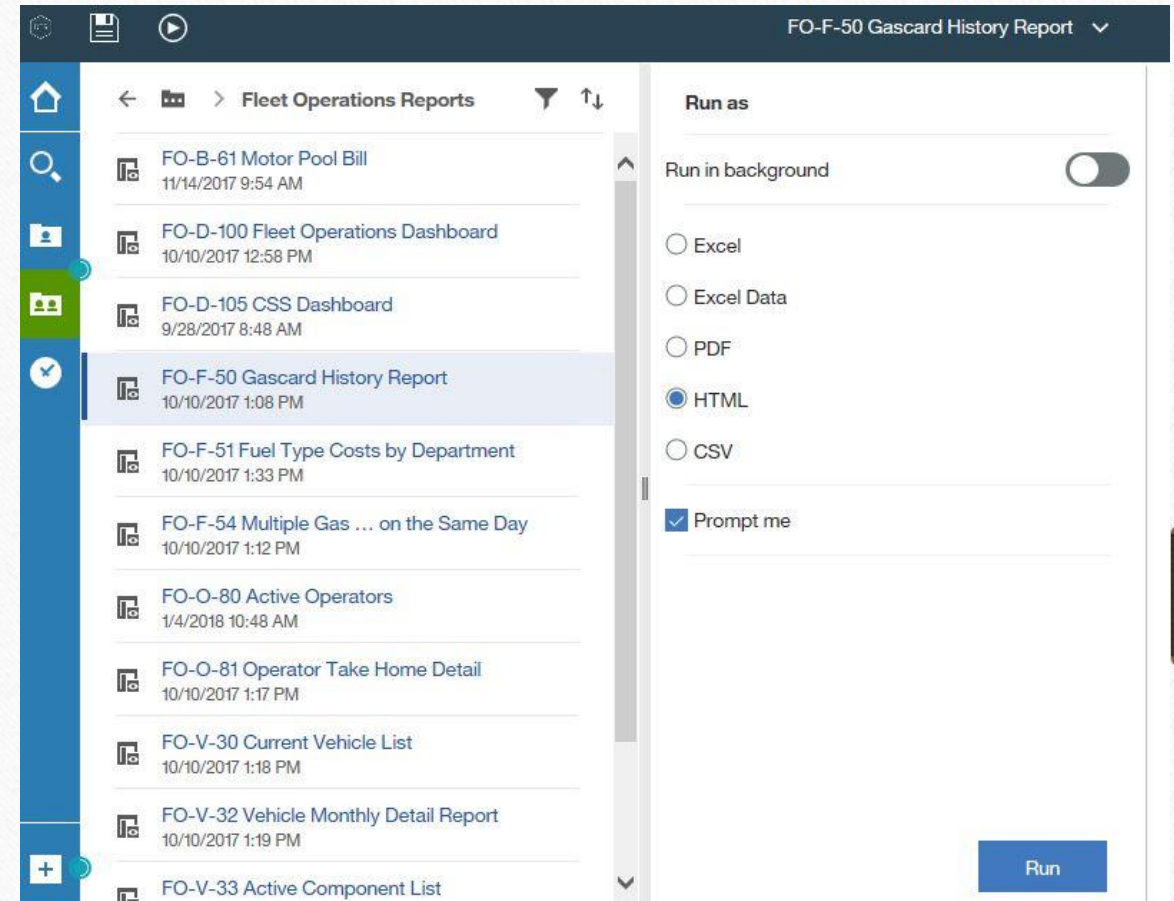 FO-F-50 Gascard History Report
Fleet Operations Reports
FO-B-61 Motor Pool Bill
11/14/2017 9:54 AM
FO-D-100 Fleet Operations Dashboard
10/10/2017 12:58 PM
FO-D-105 CSS Dashboard
9/28/2017 8:48 AM
FO-F-50 Gascard History Report
10/10/2017 1:08 PM
FO-F-51 Fuel Type Costs by Department
10/10/2017 1:33 PM
FO-F-54 Multiple Gas … on the Same Day
10/10/2017 1:12 PM
FO-O-80 Active Operators
1/4/2018 10:48 AM
FO-O-81 Operator Take Home Detail
10/10/2017 1:17 PM
FO-V-30 Current Vehicle List
10/10/2017 1:18 PM
FO-V-32 Vehicle Monthly Detail Report
10/10/2017 1:19 PM
FO-V-33 Active Component List
Run as
Run in background
Excel
Excel Data
PDF
HTML
CSV
Prompt me
Run